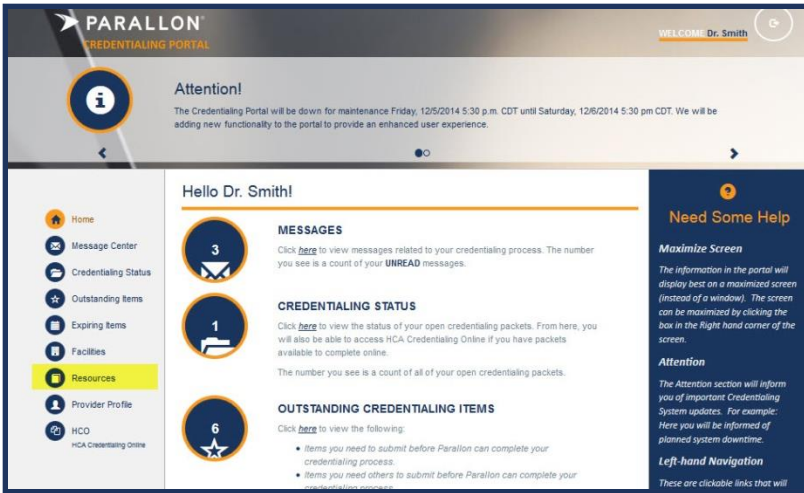 PARALLON
CREDENTIALING PORTAL
WELCOME Dr. Smith
Attention!
The Credentialing Portal will be down for maintenance Friday, 12/5/2014 5:30 p.m. CDT until Saturday, 12/6/2014 5:30 pm CDT. We will
be adding new functionality to the portal to provide an enhanced user experience.
Home
Message Center
Credentialing Status
Outstanding Items
Expiring Items
Facilities
Resources
Provider Profile
HCO
HCA Credentialing Online
Hello Dr. Smith!
3
MESSAGES
Click here to view messages related to your credentialing process. The number
you see is a count of your UNREAD messages.
1
CREDENTIALING STATUS
Click here to view the status of your open credentialing packets. From here, you
will also be able to access HCA Credentialing Online if you have packets
available to complete online.
The number you see is a count of all of your open credentialing packets.
6
OUTSTANDING CREDENTIALING ITEMS
Click here to view the following:
• Items you need to submit before Parallon can complete your
credentialing process.
• Items you need others to submit before Parallon can complete your
credentialing process.
Need Some Help
Maximize Screen
The information in the portal will
display best on a maximized screen
(instead of a window). The screen
can be maximized by clicking the
box in the Right hand corner of the
screen.
Attention
The Attention section will inform
you of important Credentialing
System updates. For example:
Here you will be informed of
planned system downtime.
Left-hand Navigation
These are clickable links that will